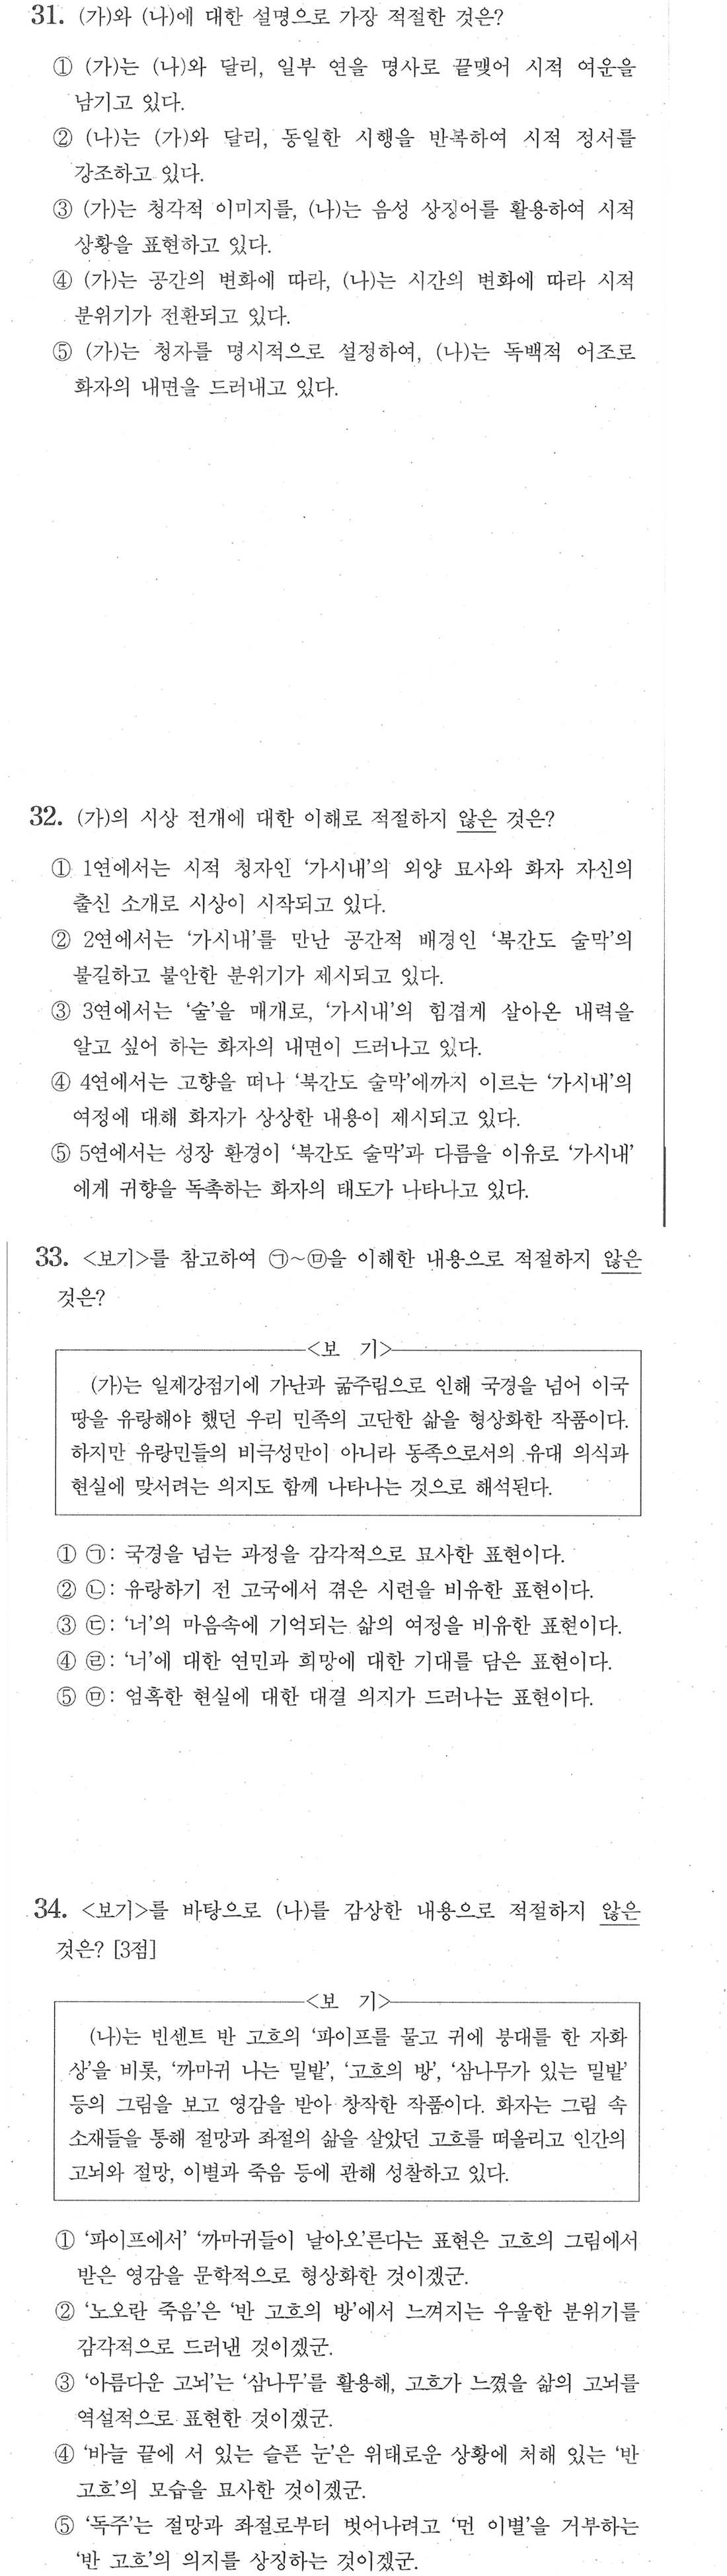 31. (가)와 (나)에 대한 설명으로 가장 적절한 것은?
① (가)는 (나)와 달리, 일부 연을 명사로 끝맺어 시적 여운을
남기고 있다.
② (나)는 (가)와 달리, 동일한 시행을 반복하여 시적 정서를
강조하고 있다.
③ (가)는 청각적 이미지를, (나)는 음성 상징어를 활용하여 시적
상황을 표현하고 있다.
④ (가)는 공간의 변화에 따라, (나)는 시간의 변화에 따라 시적
분위기가 전환되고 있다.
⑤ (가)는 청자를 명시적으로 설정하여, (나)는 독백적 어조로
화자의 내면을 드러내고 있다.
32. (가)의 시상 전개에 대한 이해로 적절하지 않은 것은?
① 1연에서는 시적 청자인 ‘가시내’의 외양 묘사와 화자 자신의
출신 소개로 시상이 시작되고 있다.
② 2연에서는 ‘가시내’를 만난 공간적 배경인 ‘북간도 술막’의
불길하고 불안한 분위기가 제시되고 있다.
③ 3연에서는 ‘술’을 매개로, ‘가시내’의 힘겹게 살아온 내력을
알고 싶어 하는 화자의 내면이 드러나고 있다.
④ 4연에서는 고향을 떠나 ‘북간도 술막’에까지 이르는 ‘가시내’의
여정에 대해 화자가 상상한 내용이 제시되고 있다.
⑤ 5연에서는 성장 환경이 ‘북간도 술막’과 다름을 이유로 ‘가시내’
에게 귀향을 독촉하는 화자의 태도가 나타나고 있다.
33. <보기>를 참고하여 ㉠~㉤을 이해한 내용으로 적절하지 않은
것은?
<보 기>
(가)는 일제강점기에 가난과 굶주림으로 인해 국경을 넘어 이국
땅을 유랑해야 했던 우리 민족의 고단한 삶을 형상화한 작품이다.
하지만 유랑민들의 비극성만이 아니라 동족으로서의 유대 의식과
현실에 맞서려는 의지도 함께 나타나는 것으로 해석된다.
① ㉠: 국경을 넘는 과정을 감각적으로 묘사한 표현이다.
② ㉡: 유랑하기 전 고국에서 겪은 시련을 비유한 표현이다.
③ ㉢: ‘너’의 마음속에 기억되는 삶의 여정을 비유한 표현이다.
④ ㉣: ‘너’에 대한 연민과 희망에 대한 기대를 담은 표현이다.
⑤ ㉤: 엄혹한 현실에 대한 대결 의지가 드러나는 표현이다.
34. <보기>를 바탕으로 (나)를 감상한 내용으로 적절하지 않은
것은? [3점]
<보 기>
(나)는 빈센트 반 고흐의 ‘파이프를 물고 귀에 붕대를 한 자화
상’을 비롯, ‘까마귀 나는 밀밭’, ‘고흐의 방’, ‘삼나무가 있는 밀밭’
등의 그림을 보고 영감을 받아 창작한 작품이다. 화자는 그림 속
소재들을 통해 절망과 좌절의 삶을 살았던 고흐를 떠올리고 인간의
고뇌와 절망, 이별과 죽음 등에 관해 성찰하고 있다.
① ‘파이프에서’ ‘까마귀들이 날아오’른다는 표현은 고흐의 그림에서
받은 영감을 문학적으로 형상화한 것이겠군.
② ‘노오란 죽음’은 ‘반 고흐의 방’에서 느껴지는 우울한 분위기를
감각적으로 드러낸 것이겠군.
③ ‘아름다운 고뇌’는 ‘삼나무’를 활용해, 고흐가 느꼈을 삶의 고뇌를
역설적으로 표현한 것이겠군.
④ ‘바늘 끝에 서 있는 슬픈 눈’은 위태로운 상황에 처해 있는 ‘반
고흐’의 모습을 묘사한 것이겠군.
⑤ ‘독주’는 절망과 좌절로부터 벗어나려고 ‘먼 이별’을 거부하는
‘반 고흐’의 의지를 상징하는 것이겠군.